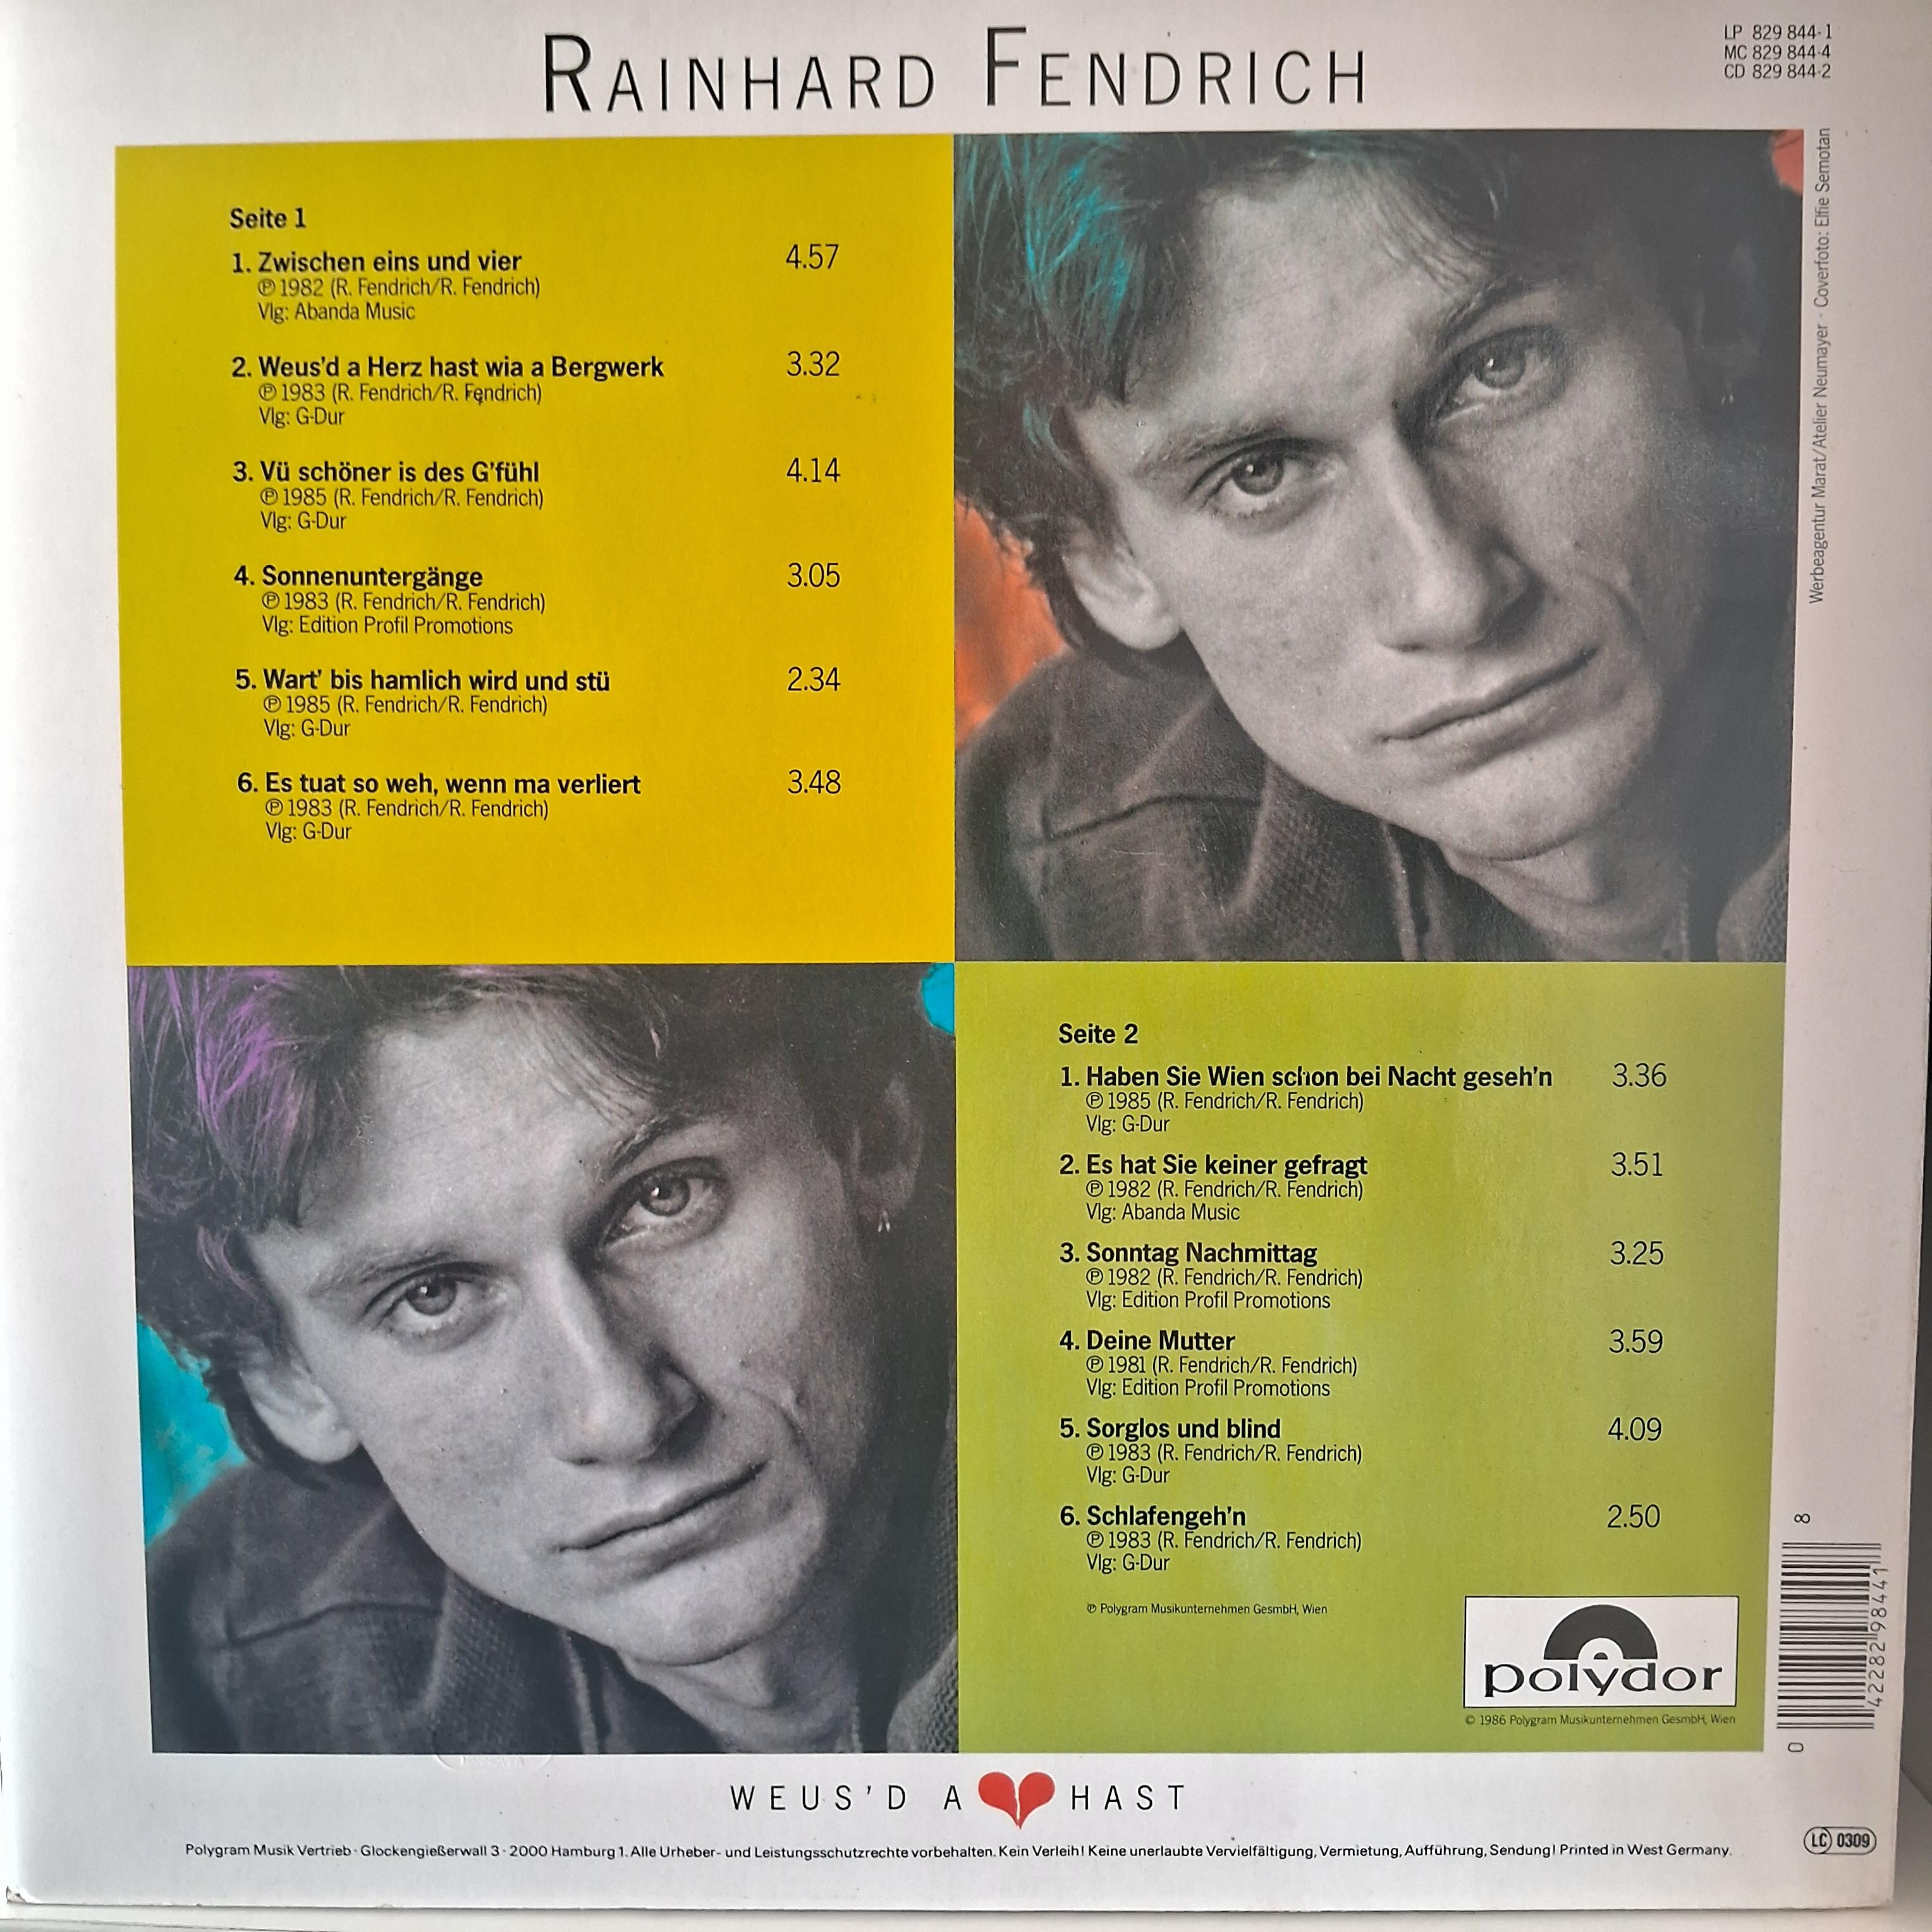 RAINHARD FENDRICH
LP 829 844-1
MC 829 844-4
CD 829 844-2
Werbeagentur Marat/Atelier Neumayer · Coverfoto: Elfie Semotan
Seite 1
1. Zwischen eins und vier 4.57
℗ 1982 (R. Fendrich/R. Fendrich)
Vlg: Abanda Music
2. Weus'd a Herz hast wia a Bergwerk 3.32
℗ 1983 (R. Fendrich/R. Fendrich)
Vlg: G-Dur
3. Vü schöner is des G'fühl 4.14
℗ 1985 (R. Fendrich/R. Fendrich)
Vlg: G-Dur
4. Sonnenuntergänge 3.05
℗ 1983 (R. Fendrich/R. Fendrich)
Vlg: Edition Profil Promotions
5. Wart' bis hamlich wird und stü 2.34
℗ 1985 (R. Fendrich/R. Fendrich)
Vlg: G-Dur
6. Es tuat so weh, wenn ma verliert 3.48
℗ 1983 (R. Fendrich/R. Fendrich)
Vlg: G-Dur
Seite 2
1. Haben Sie Wien schon bei Nacht geseh'n 3.36
℗ 1985 (R. Fendrich/R. Fendrich)
Vlg: G-Dur
2. Es hat Sie keiner gefragt 3.51
℗ 1982 (R. Fendrich/R. Fendrich)
Vlg: Abanda Music
3. Sonntag Nachmittag 3.25
℗ 1982 (R. Fendrich/R. Fendrich)
Vlg: Edition Profil Promotions
4. Deine Mutter 3.59
℗ 1981 (R. Fendrich/R. Fendrich)
Vlg: Edition Profil Promotions
5. Sorglos und blind 4.09
℗ 1983 (R. Fendrich/R. Fendrich)
Vlg: G-Dur
6. Schlafengeh'n 2.50
℗ 1983 (R. Fendrich/R. Fendrich)
Vlg: G-Dur
℗ Polygram Musikunternehmen GesmbH, Wien
polydor
© 1986 Polygram Musikunternehmen GesmbH, Wien
0 42282 98441 8
WEUS'D A HAST
Polygram Musik Vertrieb · Glockengießerwall 3 · 2000 Hamburg 1. Alle Urheber- und Leistungsschutzrechte vorbehalten. Kein Verleih! Keine unerlaubte Vervielfältigung, Vermietung, Aufführung, Sendung! Printed in West Germany.
LC 0309